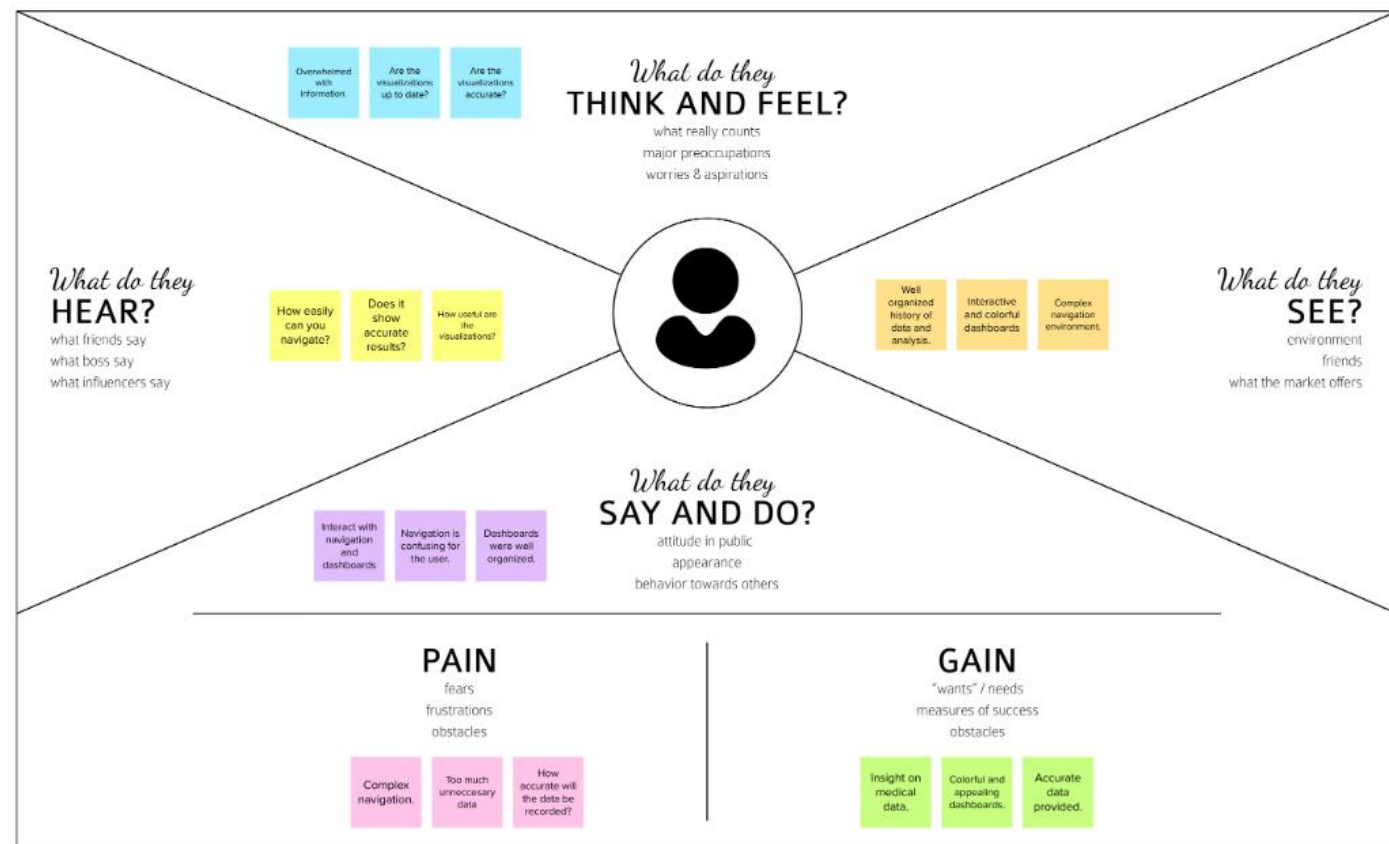 Overwhelmed
with
information.
Are the
visualizations
up to date?
Are the
visualizations
accurate?
What do they
THINK AND FEEL?
what really counts
major preoccupations
worries & aspirations
What do they
HEAR?
what friends say
what boss say
what influencers say
How easily
can you
navigate?
Does it
show
accurate
results?
How useful are
the
visualizations?
Well
organized
history of
data and
analysis.
Interactive
and colorful
dashboards
Complex
navigation
environment.
What do they
SEE?
environment
friends
what the market offers
What do they
SAY AND DO?
attitude in public
appearance
behavior towards others
Interact with
navigation
and
dashboards
Navigation is
confusing for
the user.
Dashboards
were well
organized.
PAIN
fears
frustrations
obstacles
Complex
navigation.
Too much
unneccesary
data
How
accurate will
the data be
recorded?
GAIN
"wants" / needs
measures of success
obstacles
Insight on
medical
data.
Colorful and
appealing
dashboards.
Accurate
data
provided.